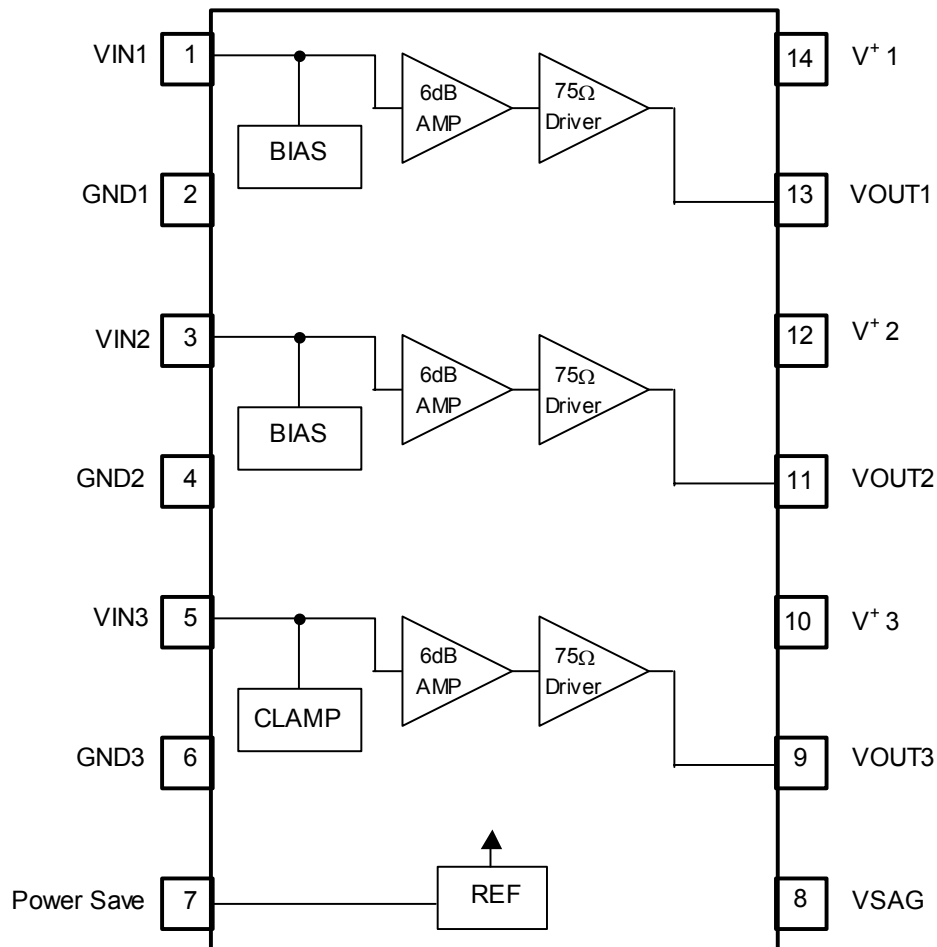 VIN1 1 14 V+ 1
6dB AMP
75Ω Driver
BIAS
GND1 2 13 VOUT1
VIN2 3 12 V+ 2
6dB AMP
75Ω Driver
BIAS
GND2 4 11 VOUT2
VIN3 5 10 V+ 3
6dB AMP
75Ω Driver
CLAMP
GND3 6 9 VOUT3
Power Save 7 REF 8 VSAG